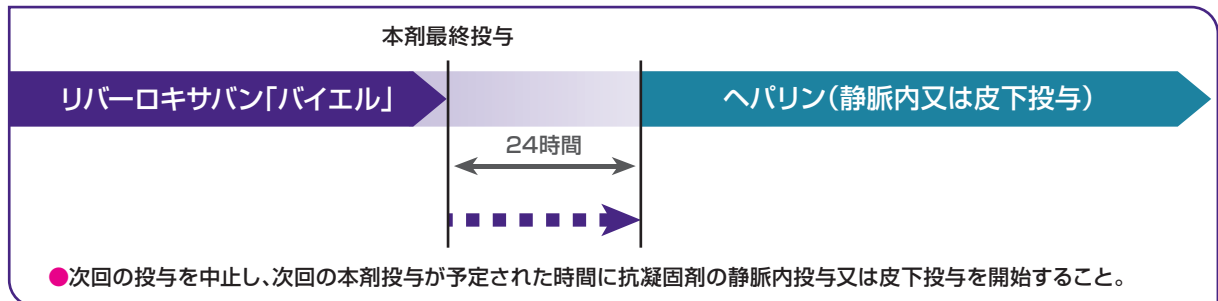 本剤最終投与
リバーロキサバン「バイエル」
ヘパリン(静脈内又は皮下投与)
24時間
●次回の投与を中止し、次回の本剤投与が予定された時間に抗凝固剤の静脈内投与又は皮下投与を開始すること。